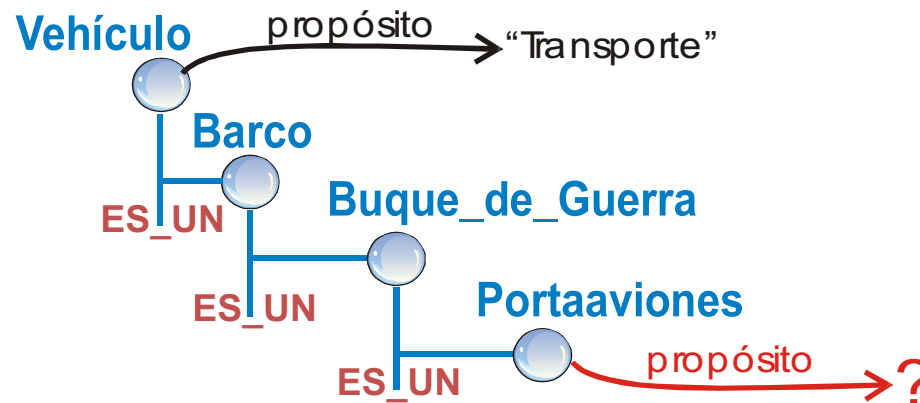 Vehículo
propósito
“Transporte”
Barco
ES_UN
Buque_de_Guerra
ES_UN
Portaaviones
propósito
?
ES_UN